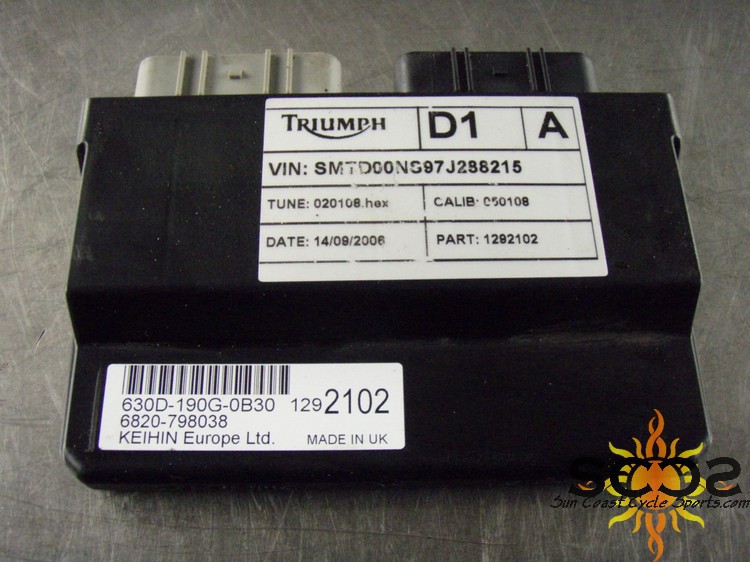 TRIUMPH D1 A
VIN: SMTD00NS97J288215
TUNE: 020108.hex CALIB: 050108
DATE: 14/09/2006 PART: 1292102
630D-190G-0B30 1292102
6820-798038
KEIHIN Europe Ltd. MADE IN UK
SCCS
Sun Coast Cycle Sports.com